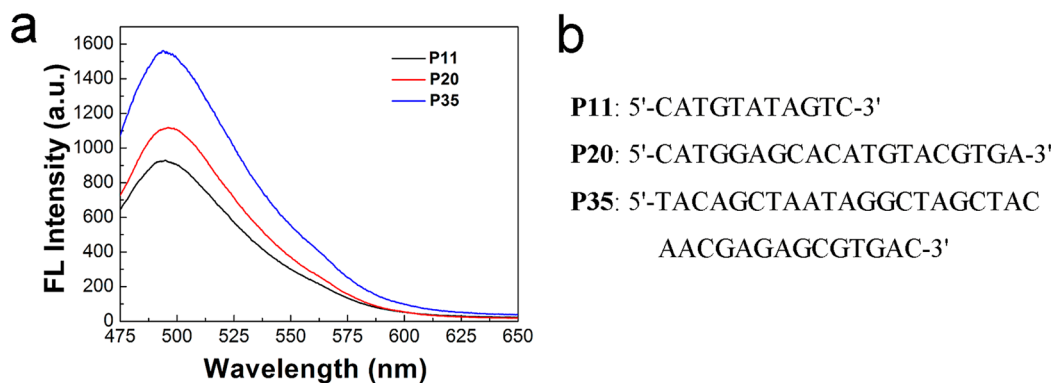 a
FL Intensity (a.u.)
1600
1400
1200
1000
800
600
400
200
0
475 500 525 550 575 600 625 650
Wavelength (nm)
P11
P20
P35
b
P11: 5'-CATGTATAGTC-3'
P20: 5'-CATGGAGCACATGTACGTGA-3'
P35: 5'-TACAGCTAATAGGCTAGCTAC
AACGAGAGCGTGAC-3'